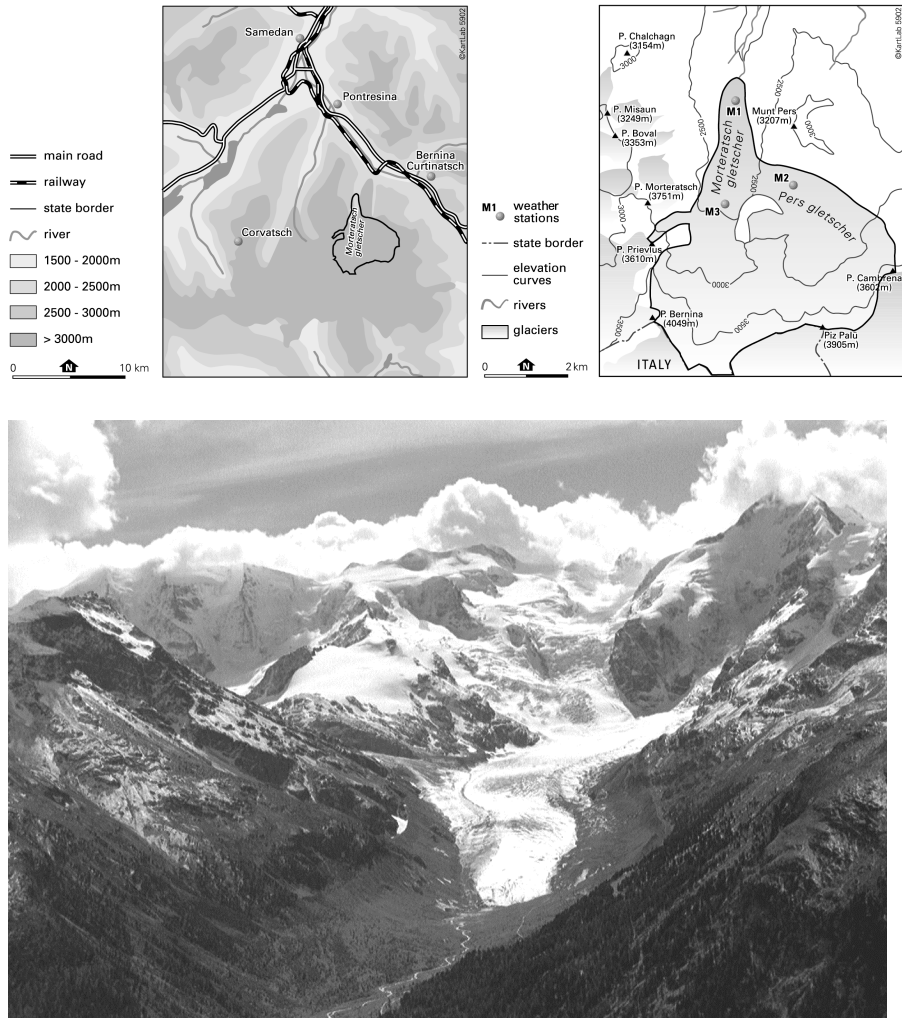 main road
railway
state border
river
1500 - 2000m
2000 - 2500m
2500 - 3000m
> 3000m
N
0 10 km
Samedan
Pontresina
Bernina
Curtinatsch
Corvatsch
Morteratsch
gletscher
©KartLab 5902
M1 weather
stations
state border
elevation
curves
rivers
glaciers
N
0 2 km
P. Chalchagn
(3154m)
3000
P. Misaun
(3249m)
P. Boval
(3353m)
P. Morteratsch
(3751m)
3000
P. Prievlus
(3610m)
P. Bernina
(4049m)
3500
ITALY
2500
M1
Morteratsch
gletscher
M3
2500
2500
Munt Pers
(3207m)
3000
M2
Pers gletscher
3000
3500
P. Cambrena
(3602m)
Piz Palü
(3905m)
©KartLab 5902